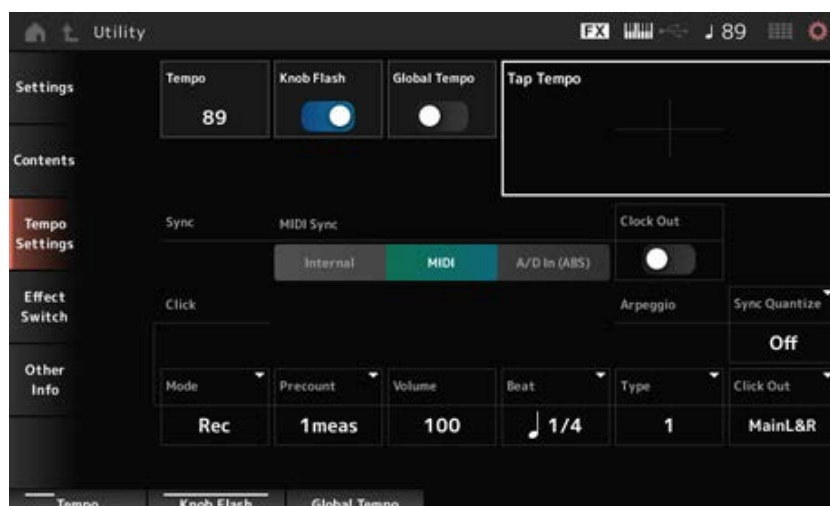 Utility
FX
♩ 89
Settings
Tempo
89
Knob Flash
Global Tempo
Tap Tempo
Contents
Tempo
Settings
Sync
MIDI Sync
Internal
MIDI
A/D In (ABS)
Clock Out
Effect
Switch
Click
Arpeggio
Sync Quantize
Off
Other
Info
Mode
Rec
Precount
1meas
Volume
100
Beat
♩ 1/4
Type
1
Click Out
MainL&R
Tempo
Knob Flash
Global Tempo